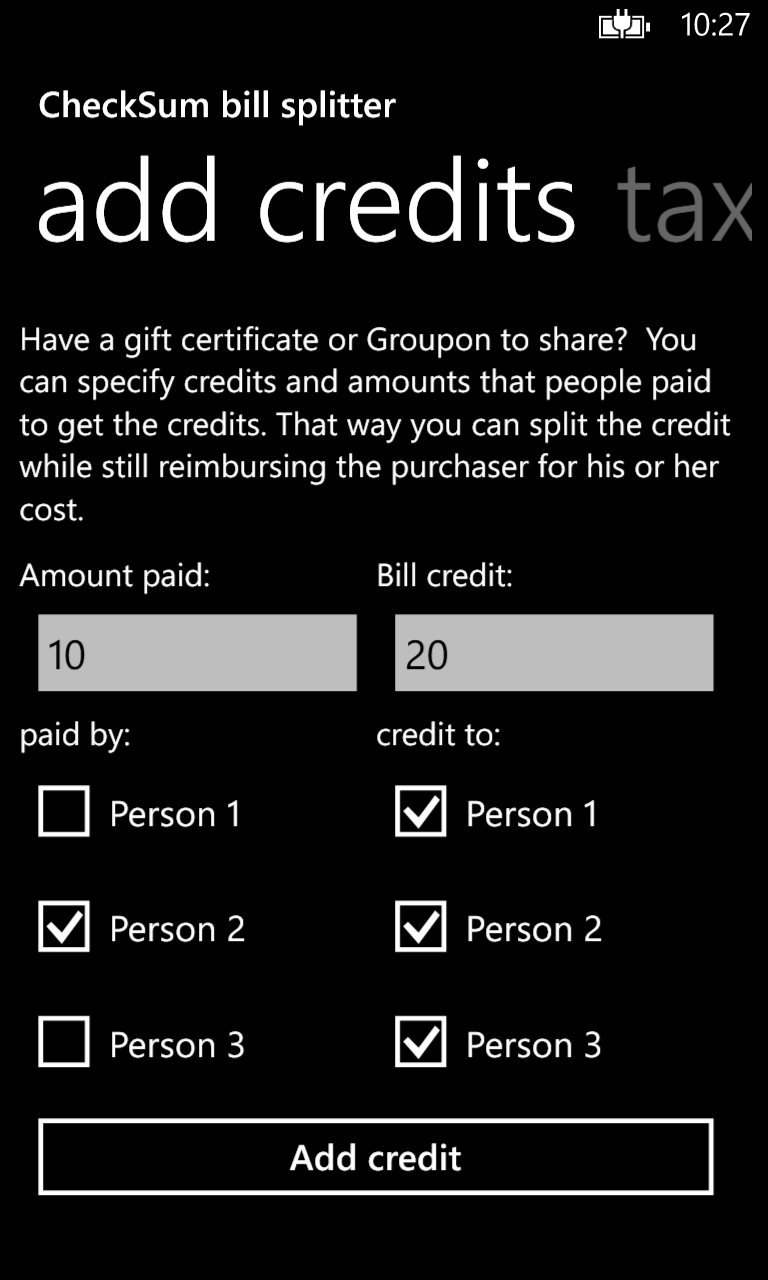 10:27
CheckSum bill splitter
add credits tax
Have a gift certificate or Groupon to share?  You
can specify credits and amounts that people paid
to get the credits. That way you can split the credit
while still reimbursing the purchaser for his or her
cost.
Amount paid: Bill credit:
10 20
paid by: credit to:
Person 1 Person 1
Person 2 Person 2
Person 3 Person 3
Add credit